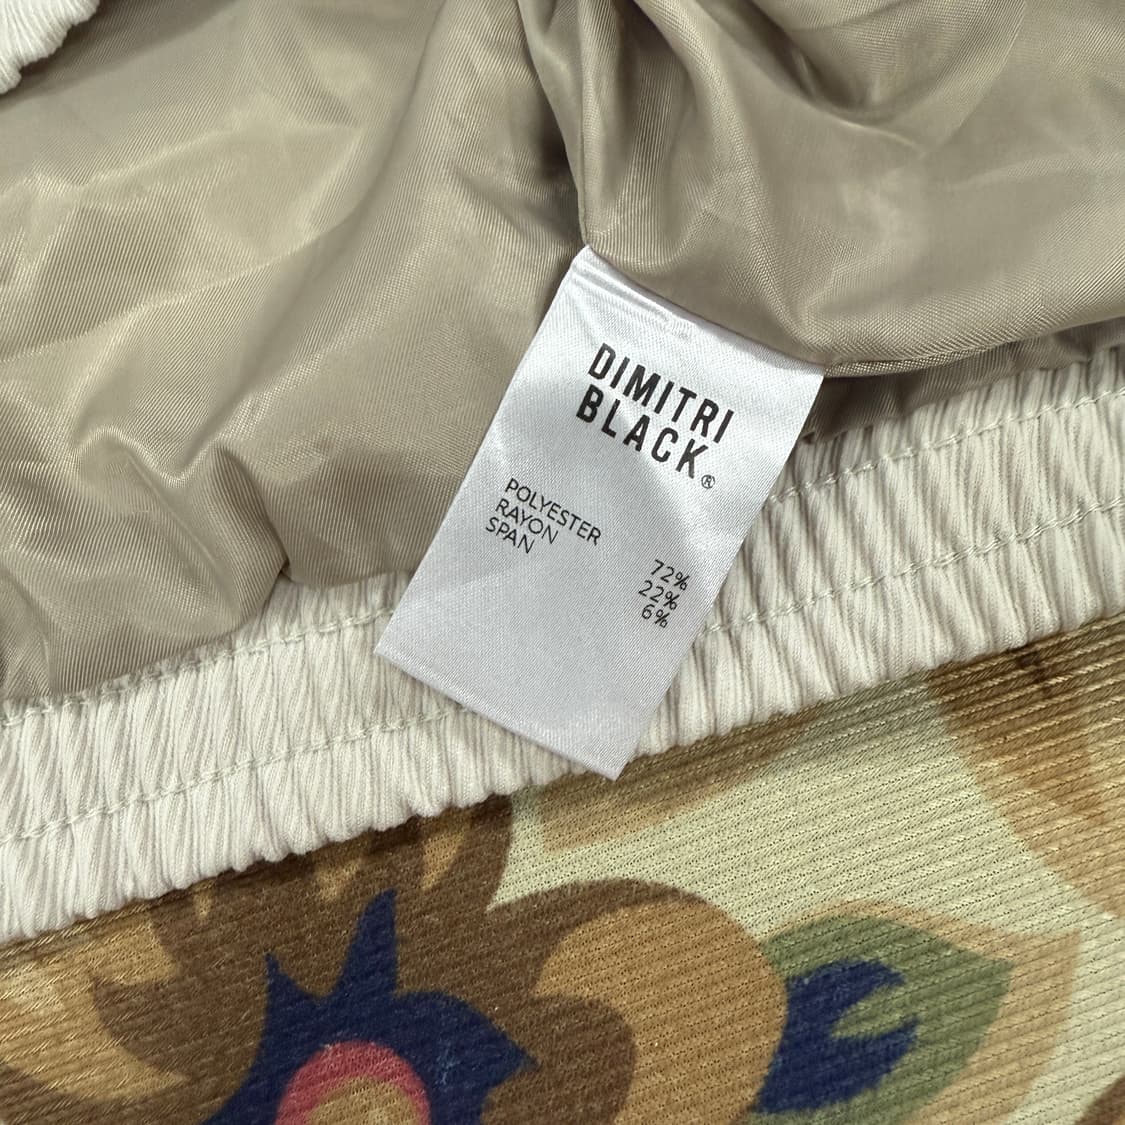 DIMITRI
BLACK®
POLYESTER 72%
RAYON 22%
SPAN 6%